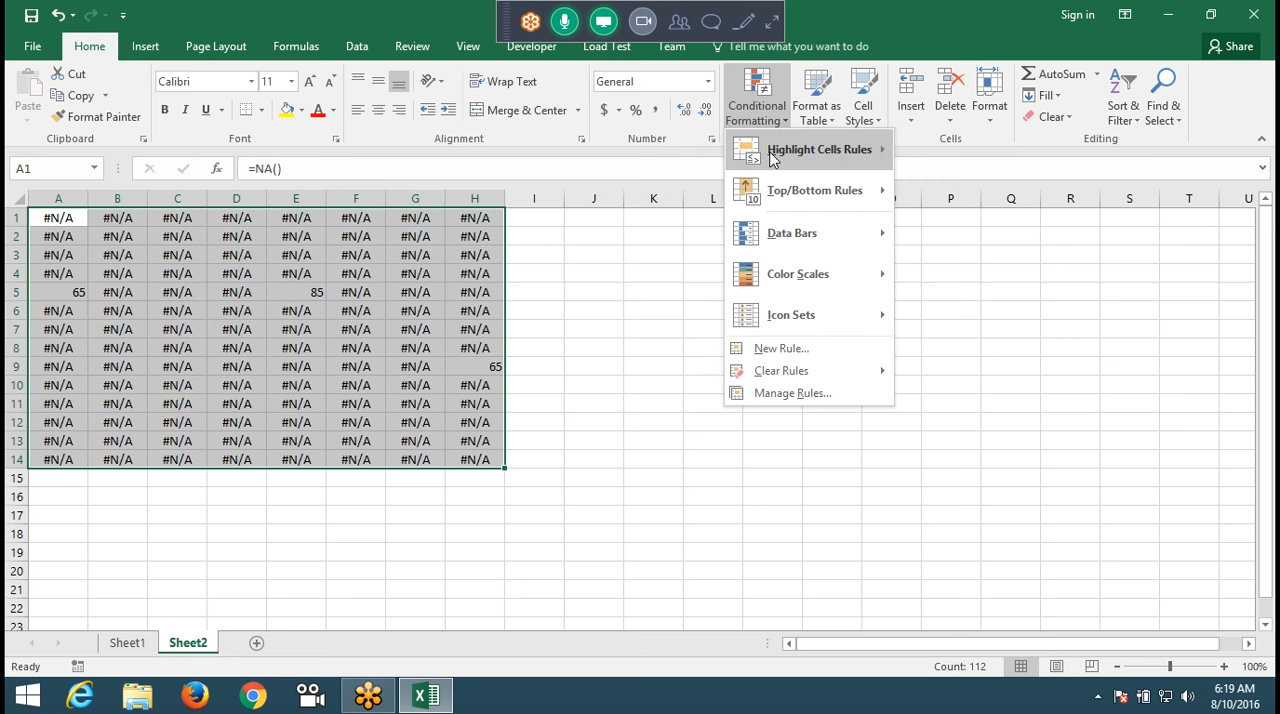 Sign in
File Home Insert Page Layout Formulas Data Review View Developer Load Test Team Tell me what you want to do Share
Paste Cut Copy Format Painter
Clipboard
Calibri 11
B I U A
Font
Wrap Text
Merge & Center
Alignment
General
$ % ,
Number
Conditional Formatting Format as Table Cell Styles
Insert Delete Format
Cells
AutoSum Fill Clear Sort & Filter Find & Select
Editing
Highlight Cells Rules
Top/Bottom Rules
Data Bars
Color Scales
Icon Sets
New Rule...
Clear Rules
Manage Rules...
A1 fx =NA()
A B C D E F G H I J K L P Q R S T U
1 #N/A #N/A #N/A #N/A #N/A #N/A #N/A #N/A
2 #N/A #N/A #N/A #N/A #N/A #N/A #N/A #N/A
3 #N/A #N/A #N/A #N/A #N/A #N/A #N/A #N/A
4 #N/A #N/A #N/A #N/A #N/A #N/A #N/A #N/A
5 65 #N/A #N/A #N/A 85 #N/A #N/A #N/A
6 #N/A #N/A #N/A #N/A #N/A #N/A #N/A #N/A
7 #N/A #N/A #N/A #N/A #N/A #N/A #N/A #N/A
8 #N/A #N/A #N/A #N/A #N/A #N/A #N/A #N/A
9 #N/A #N/A #N/A #N/A #N/A #N/A #N/A 65
10 #N/A #N/A #N/A #N/A #N/A #N/A #N/A #N/A
11 #N/A #N/A #N/A #N/A #N/A #N/A #N/A #N/A
12 #N/A #N/A #N/A #N/A #N/A #N/A #N/A #N/A
13 #N/A #N/A #N/A #N/A #N/A #N/A #N/A #N/A
14 #N/A #N/A #N/A #N/A #N/A #N/A #N/A #N/A
15
16
17
18
19
20
21
22
23
Sheet1 Sheet2
Ready Count: 112 100%
6:19 AM
8/10/2016